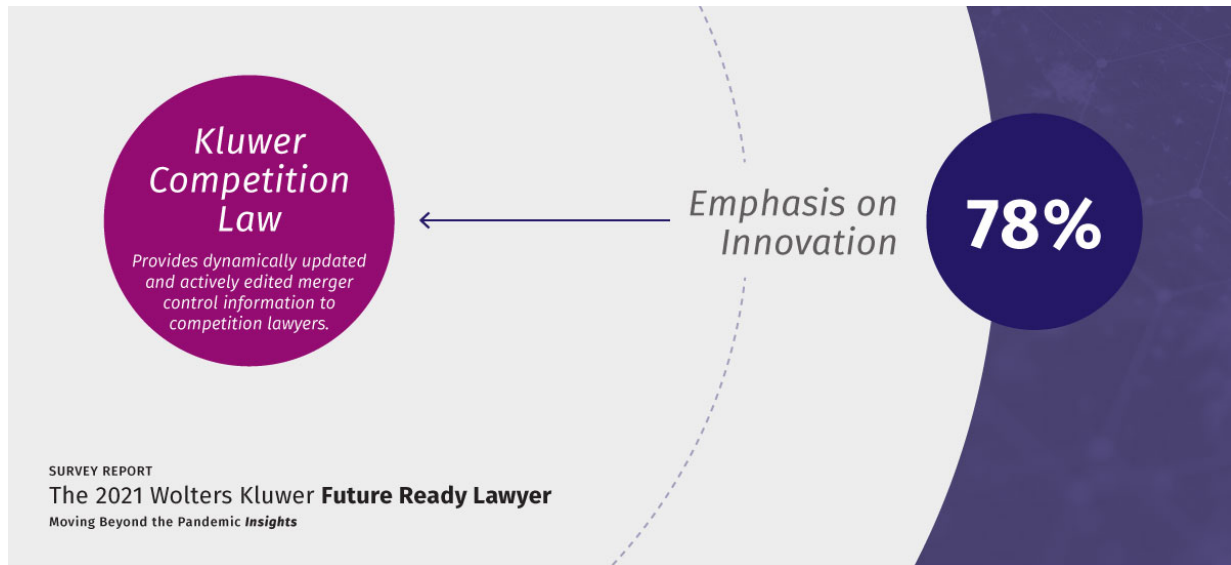 Kluwer
Competition
Law
Provides dynamically updated
and actively edited merger
control information to
competition lawyers.
Emphasis on
Innovation
78%
SURVEY REPORT
The 2021 Wolters Kluwer Future Ready Lawyer
Moving Beyond the Pandemic Insights